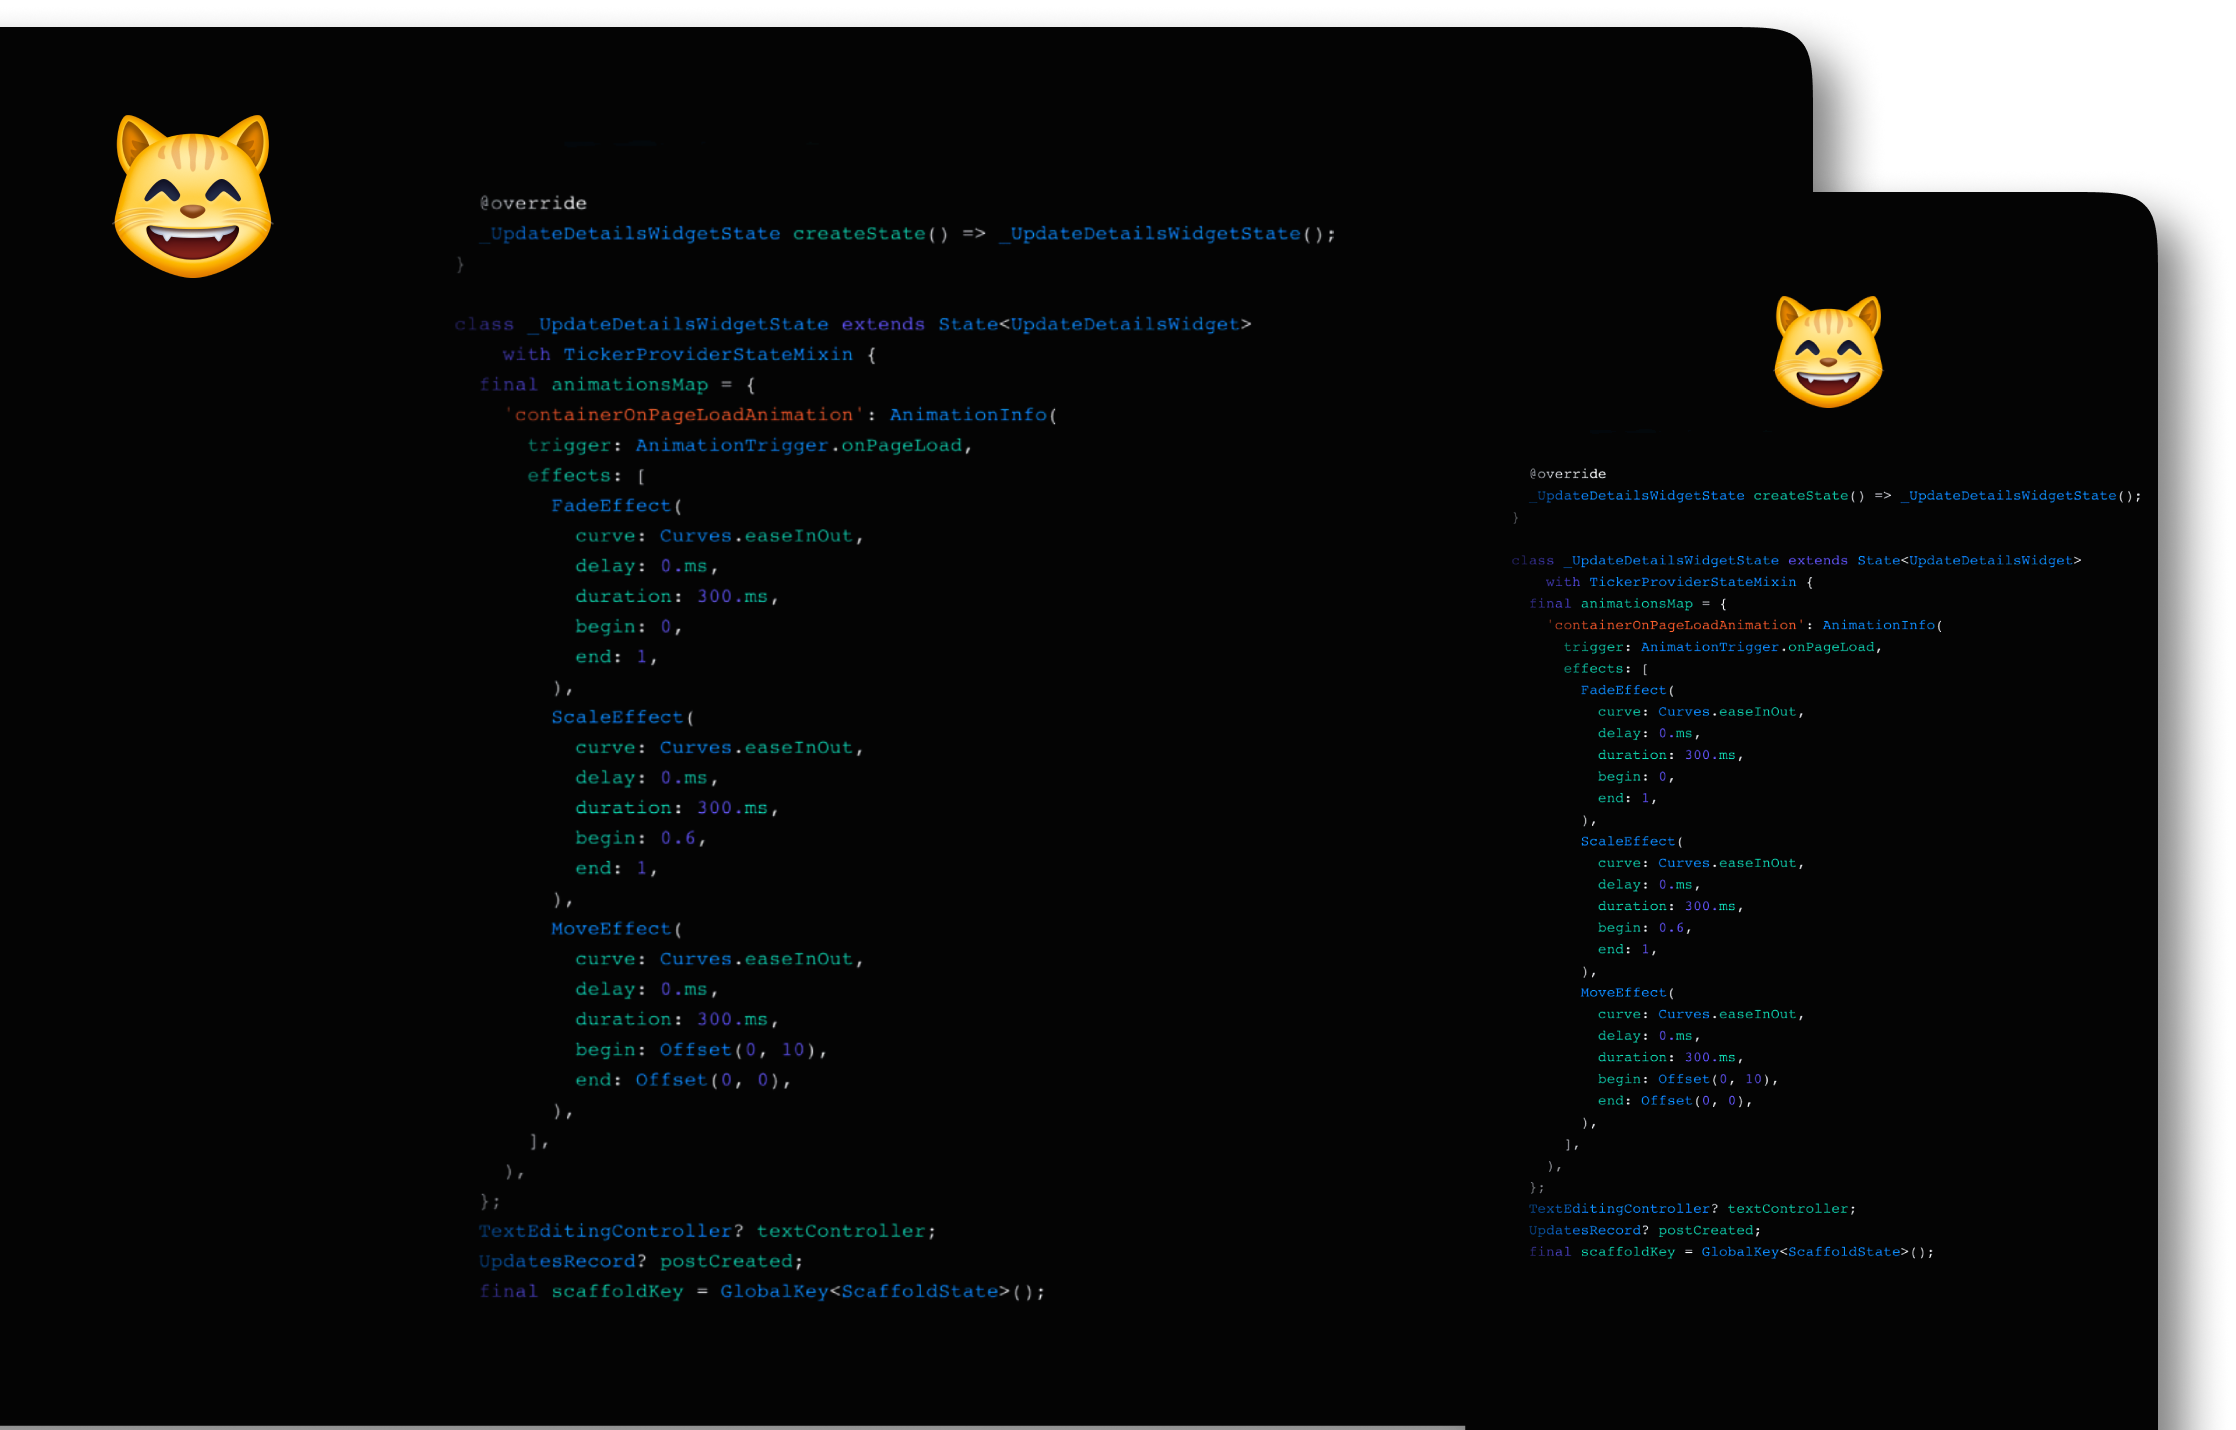 @override
_UpdateDetailsWidgetState createState() => _UpdateDetailsWidgetState();
}
class _UpdateDetailsWidgetState extends State<UpdateDetailsWidget>
with TickerProviderStateMixin {
final animationsMap = {
'containerOnPageLoadAnimation': AnimationInfo(
trigger: AnimationTrigger.onPageLoad,
effects: [
FadeEffect(
curve: Curves.easeInOut,
delay: 0.ms,
duration: 300.ms,
begin: 0,
end: 1,
),
ScaleEffect(
curve: Curves.easeInOut,
delay: 0.ms,
duration: 300.ms,
begin: 0.6,
end: 1,
),
MoveEffect(
curve: Curves.easeInOut,
delay: 0.ms,
duration: 300.ms,
begin: Offset(0, 10),
end: Offset(0, 0),
),
],
),
};
TextEditingController? textController;
UpdatesRecord? postCreated;
final scaffoldKey = GlobalKey<ScaffoldState>();
@override
_UpdateDetailsWidgetState createState() => _UpdateDetailsWidgetState();
}
class _UpdateDetailsWidgetState extends State<UpdateDetailsWidget>
with TickerProviderStateMixin {
final animationsMap = {
'containerOnPageLoadAnimation': AnimationInfo(
trigger: AnimationTrigger.onPageLoad,
effects: [
FadeEffect(
curve: Curves.easeInOut,
delay: 0.ms,
duration: 300.ms,
begin: 0,
end: 1,
),
ScaleEffect(
curve: Curves.easeInOut,
delay: 0.ms,
duration: 300.ms,
begin: 0.6,
end: 1,
),
MoveEffect(
curve: Curves.easeInOut,
delay: 0.ms,
duration: 300.ms,
begin: Offset(0, 10),
end: Offset(0, 0),
),
],
),
};
TextEditingController? textController;
UpdatesRecord? postCreated;
final scaffoldKey = GlobalKey<ScaffoldState>();